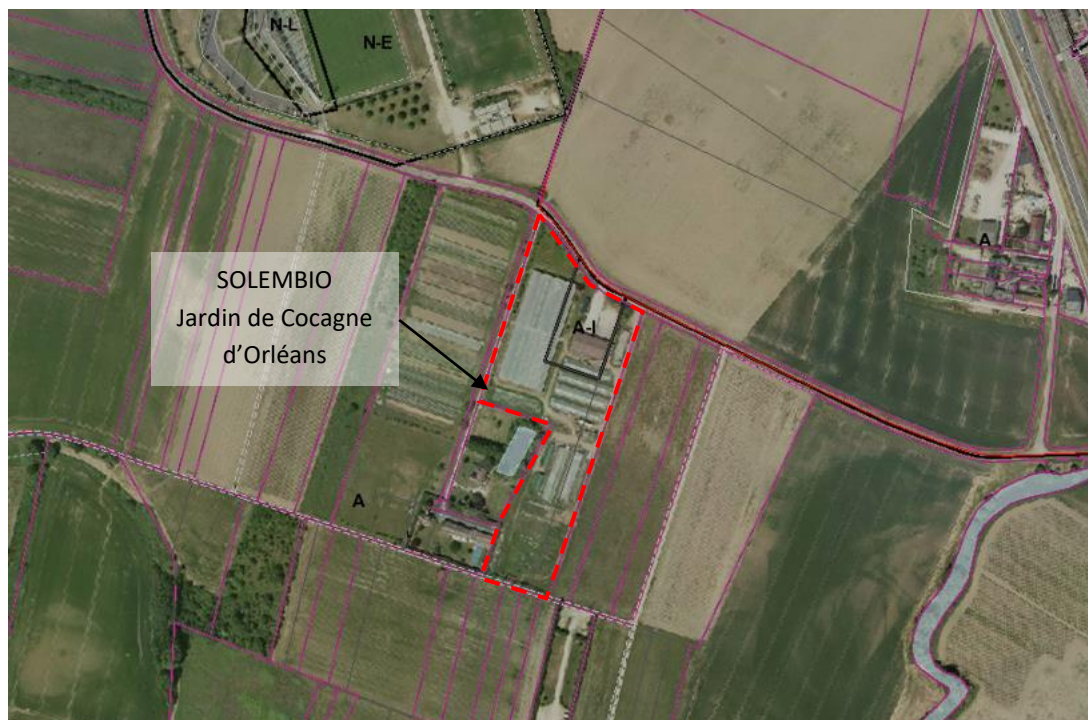 N-L
N-E
A
SOLEMBIO
Jardin de Cocagne
d'Orléans
A-I
A